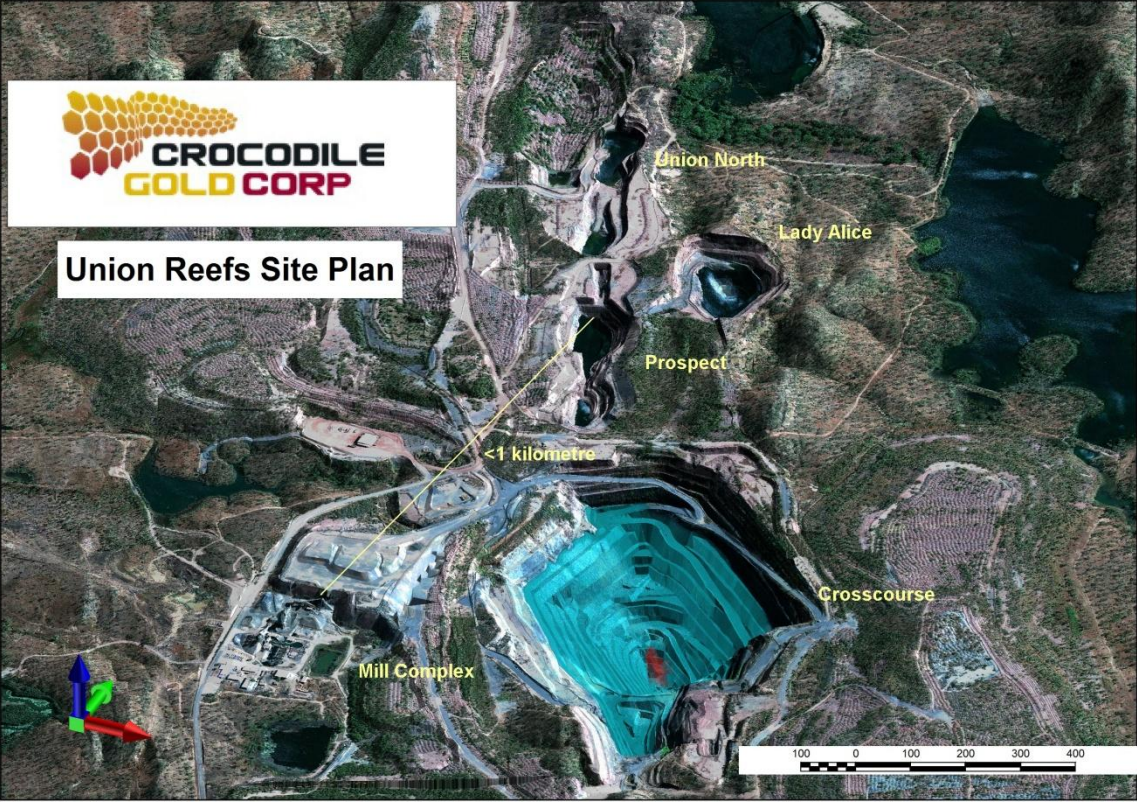 CROCODILE
GOLD CORP
Union Reefs Site Plan
Union North
Lady Alice
Prospect
<1 kilometre
Crosscourse
Mill Complex
100 0 100 200 300 400